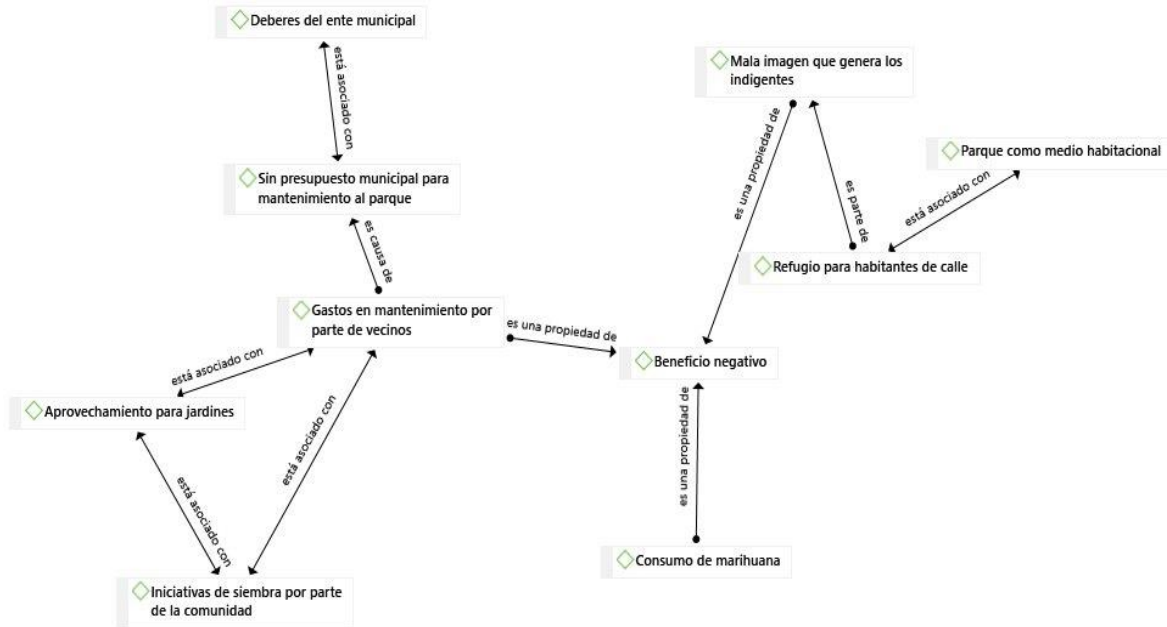 Deberes del ente municipal
está asociado con
Mala imagen que genera los
indigentes
es una propiedad de
es parte de
Parque como medio habitacional
está asociado con
Sin presupuesto municipal para
mantenimiento al parque
es causa de
Refugio para habitantes de calle
Gastos en mantenimiento por
parte de vecinos
es una propiedad de
Beneficio negativo
está asociado con
está asociado con
Aprovechamiento para jardines
es una propiedad de
está asociado con
Consumo de marihuana
Iniciativas de siembra por parte
de la comunidad